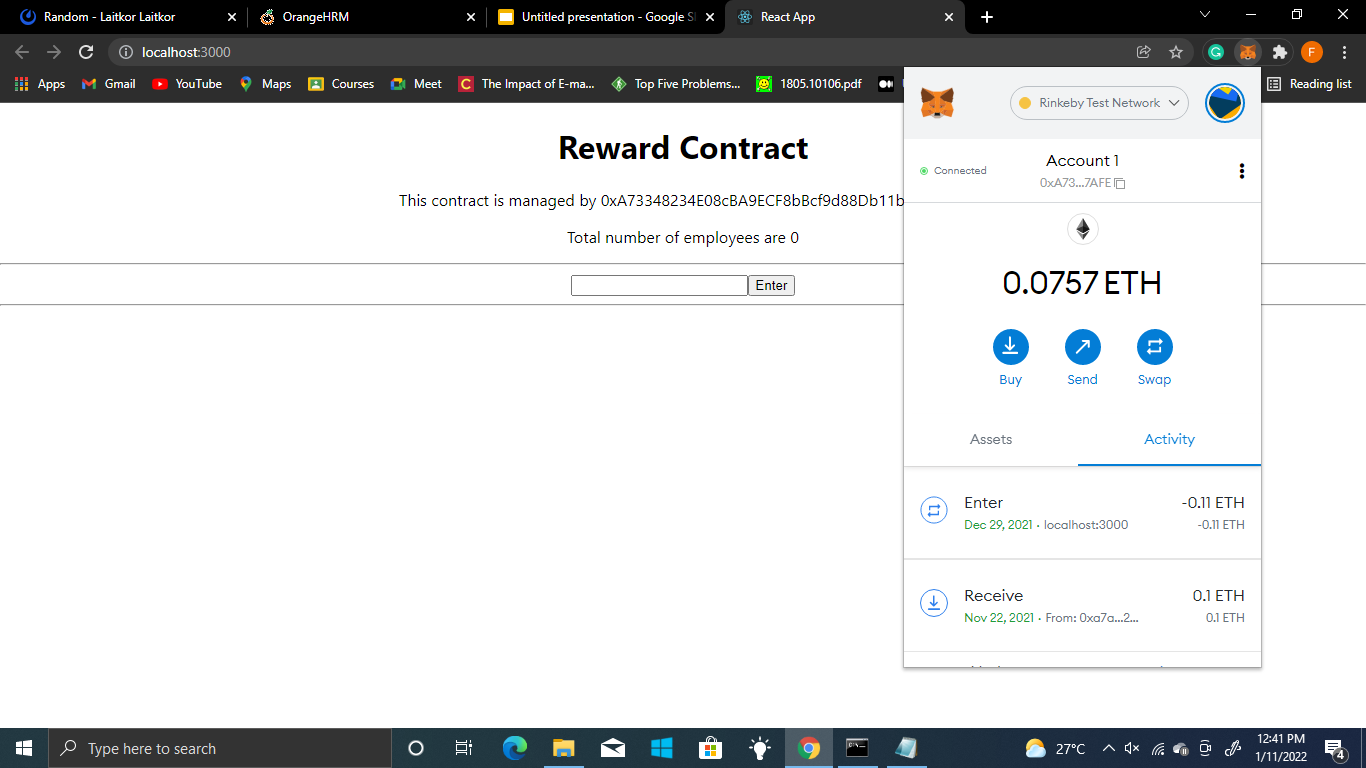 Random - Laitkor Laitkor
OrangeHRM
Untitled presentation - Google Sl
React App
localhost:3000
F
Apps
Gmail
YouTube
Maps
Courses
Meet
The Impact of E-ma...
Top Five Problems...
1805.10106.pdf
Reading list
Reward Contract
This contract is managed by 0xA73348234E08cBA9ECF8bBcf9d88Db11b
Total number of employees are 0
Enter
Rinkeby Test Network
Connected
Account 1
0xA73...7AFE
0.0757 ETH
Buy
Send
Swap
Assets
Activity
Enter
-0.11 ETH
Dec 29, 2021 · localhost:3000
-0.11 ETH
Receive
0.1 ETH
Nov 22, 2021 · From: 0xa7a...2...
0.1 ETH
Type here to search
27°C
12:41 PM
1/11/2022
4